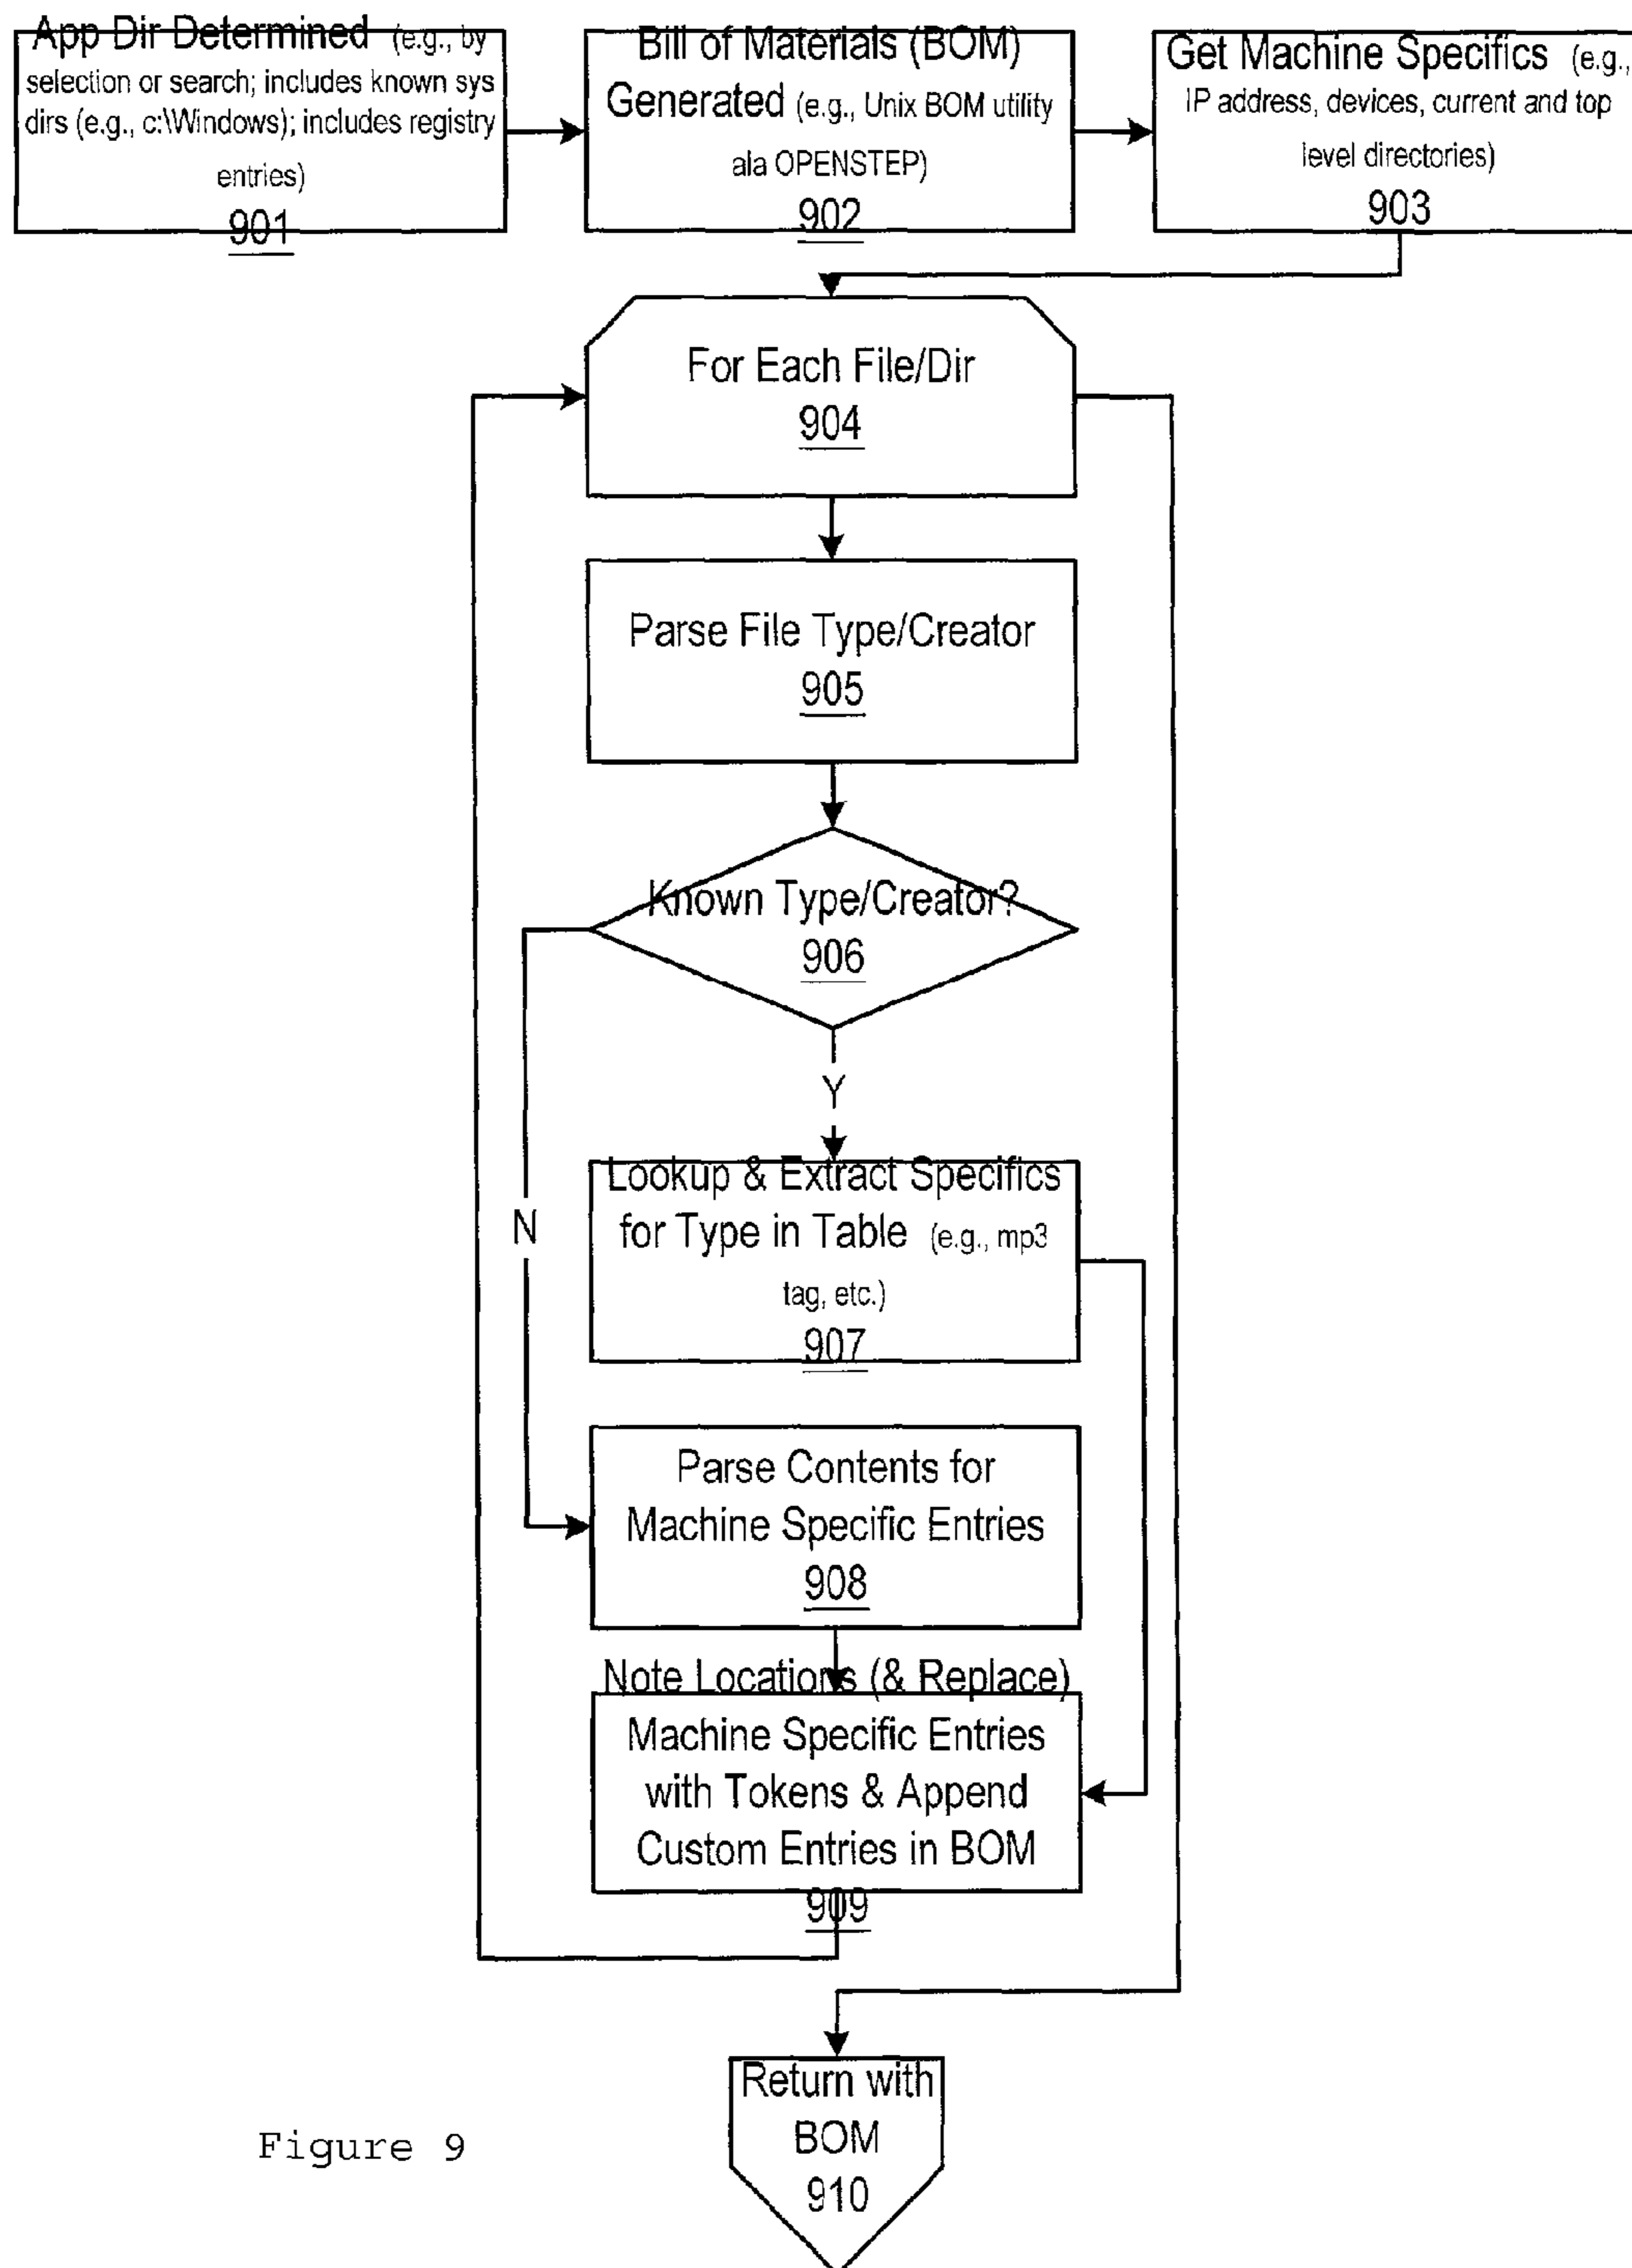 App Dir Determined (e.g., by
selection or search; includes known sys
dirs (e.g., c:\Windows); includes registry
entries)
901
Bill of Materials (BOM)
Generated (e.g., Unix BOM utility
ala OPENSTEP)
902
Get Machine Specifics (e.g.,
IP address, devices, current and top
level directories)
903
For Each File/Dir
904
Parse File Type/Creator
905
Known Type/Creator?
906
Y
N
Lookup & Extract Specifics
for Type in Table (e.g., mp3
tag, etc.)
907
Parse Contents for
Machine Specific Entries
908
Note Locations (& Replace)
Machine Specific Entries
with Tokens & Append
Custom Entries in BOM
909
Return with
BOM
910
Figure 9